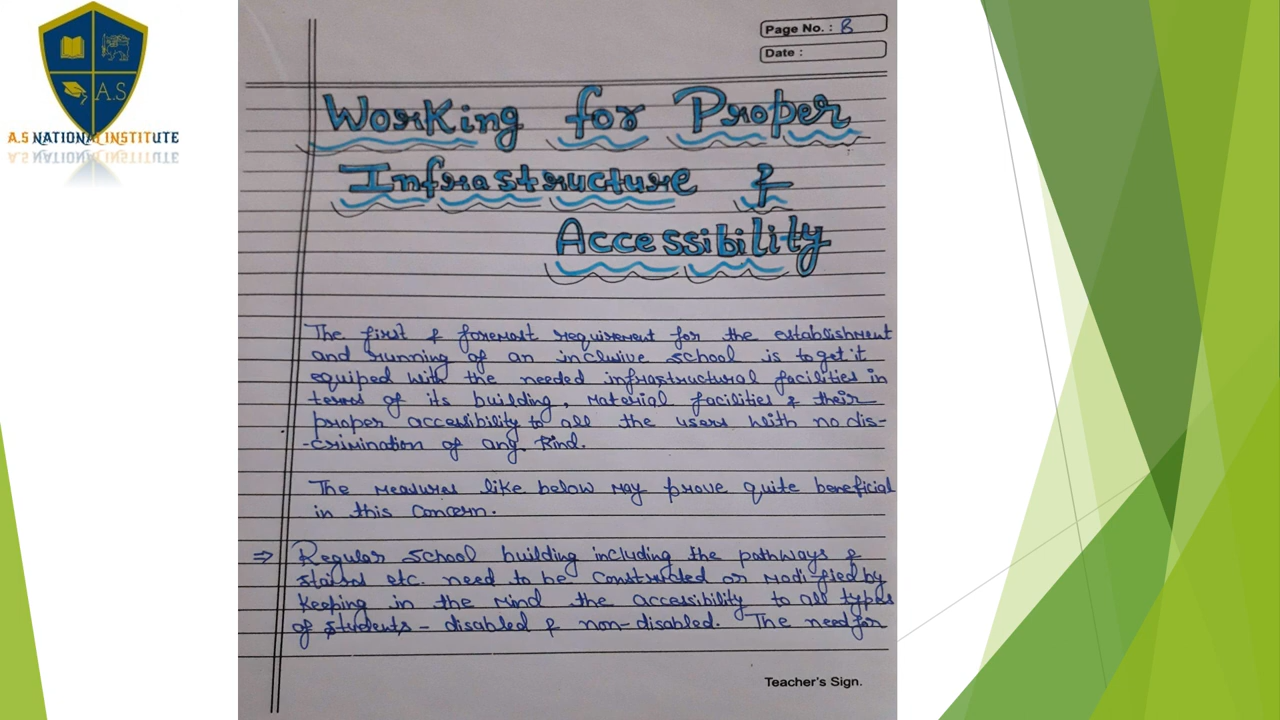 A.S
A.S NATIONAL INSTITUTE
Page No. : 8
Date :
Working for Proper
Infrastructure &
Accessibility
The first & foremost requirement for the establishment
and running of an inclusive school is to get it
equiped with the needed infrastructural facilities in
terms of its building, material facilities & their
proper accessibility to all the users with no dis-
-crimination of any kind.
The measures like below may prove quite beneficial
in this concern.
⇒ Regular school building including the pathways &
stairs etc. need to be constructed or modified by
keeping in the mind the accessibility to all types
of students - disabled & non-disabled. The need for
Teacher's Sign.